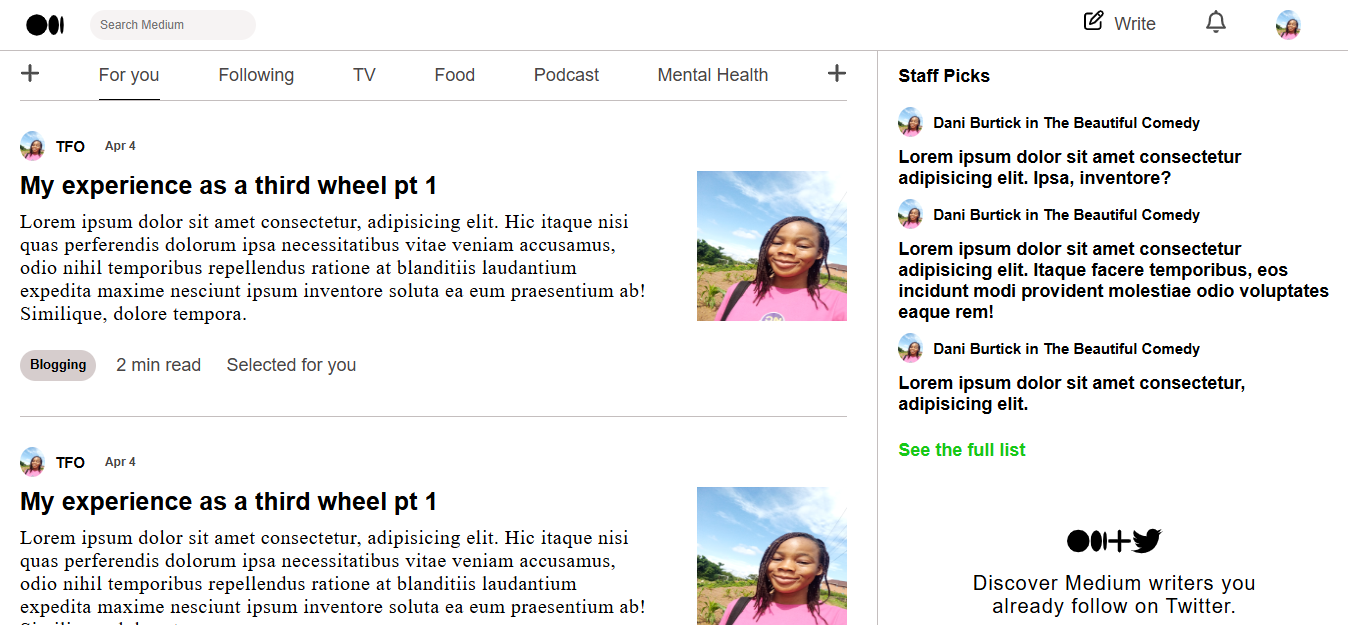 Search Medium
Write
For you
Following
TV
Food
Podcast
Mental Health
TFO Apr 4
My experience as a third wheel pt 1
Lorem ipsum dolor sit amet consectetur, adipisicing elit. Hic itaque nisi
quas perferendis dolorum ipsa necessitatibus vitae veniam accusamus,
odio nihil temporibus repellendus ratione at blanditiis laudantium
expedita maxime nesciunt ipsum inventore soluta ea eum praesentium ab!
Similique, dolore tempora.
Blogging 2 min read Selected for you
TFO Apr 4
My experience as a third wheel pt 1
Lorem ipsum dolor sit amet consectetur, adipisicing elit. Hic itaque nisi
quas perferendis dolorum ipsa necessitatibus vitae veniam accusamus,
odio nihil temporibus repellendus ratione at blanditiis laudantium
expedita maxime nesciunt ipsum inventore soluta ea eum praesentium ab!
Staff Picks
Dani Burtick in The Beautiful Comedy
Lorem ipsum dolor sit amet consectetur
adipisicing elit. Ipsa, inventore?
Dani Burtick in The Beautiful Comedy
Lorem ipsum dolor sit amet consectetur
adipisicing elit. Itaque facere temporibus, eos
incidunt modi provident molestiae odio voluptates
eaque rem!
Dani Burtick in The Beautiful Comedy
Lorem ipsum dolor sit amet consectetur,
adipisicing elit.
See the full list
Discover Medium writers you
already follow on Twitter.